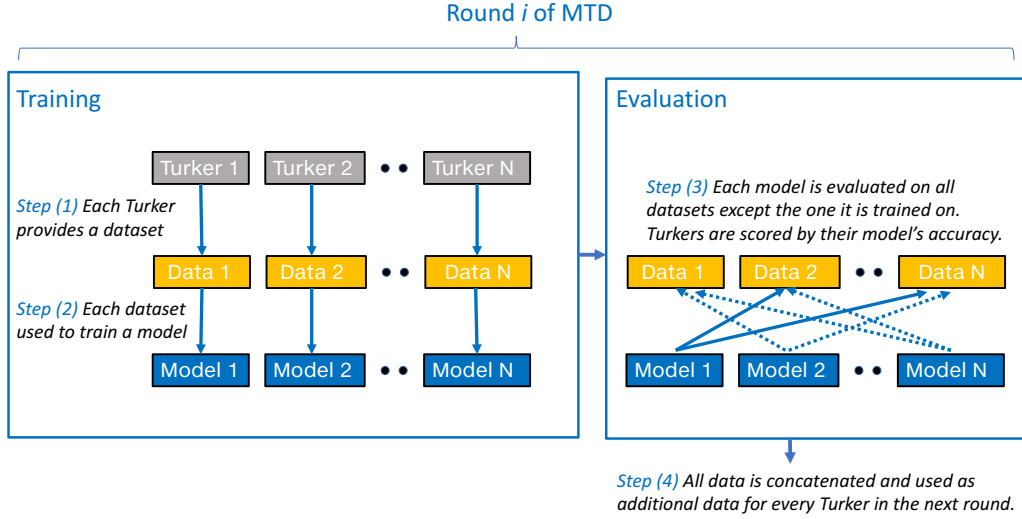 Round i of MTD
Training
Turker 1
Turker 2
Turker N
Step (1) Each Turker
provides a dataset
Data 1
Data 2
Data N
Step (2) Each dataset
used to train a model
Model 1
Model 2
Model N
Evaluation
Step (3) Each model is evaluated on all
datasets except the one it is trained on.
Turkers are scored by their model's accuracy.
Data 1
Data 2
Data N
Model 1
Model 2
Model N
Step (4) All data is concatenated and used as
additional data for every Turker in the next round.